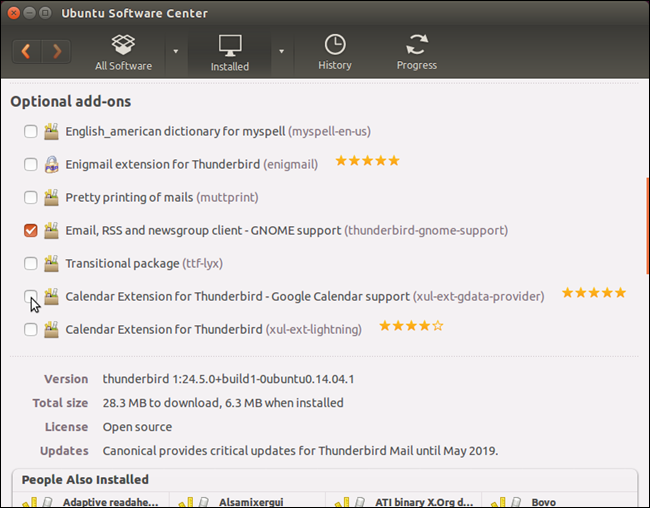 Ubuntu Software Center
All Software
Installed
History
Progress
Optional add-ons
English_american dictionary for myspell (myspell-en-us)
Enigmail extension for Thunderbird (enigmail)
Pretty printing of mails (muttprint)
Email, RSS and newsgroup client - GNOME support (thunderbird-gnome-support)
Transitional package (ttf-lyx)
Calendar Extension for Thunderbird - Google Calendar support (xul-ext-gdata-provider)
Calendar Extension for Thunderbird (xul-ext-lightning)
Version thunderbird 1:24.5.0+build1-0ubuntu0.14.04.1
Total size 28.3 MB to download, 6.3 MB when installed
License Open source
Updates Canonical provides critical updates for Thunderbird Mail until May 2019.
People Also Installed
Adaptive readahe... Alsamixergui ATI binary X.Org d... Bovo